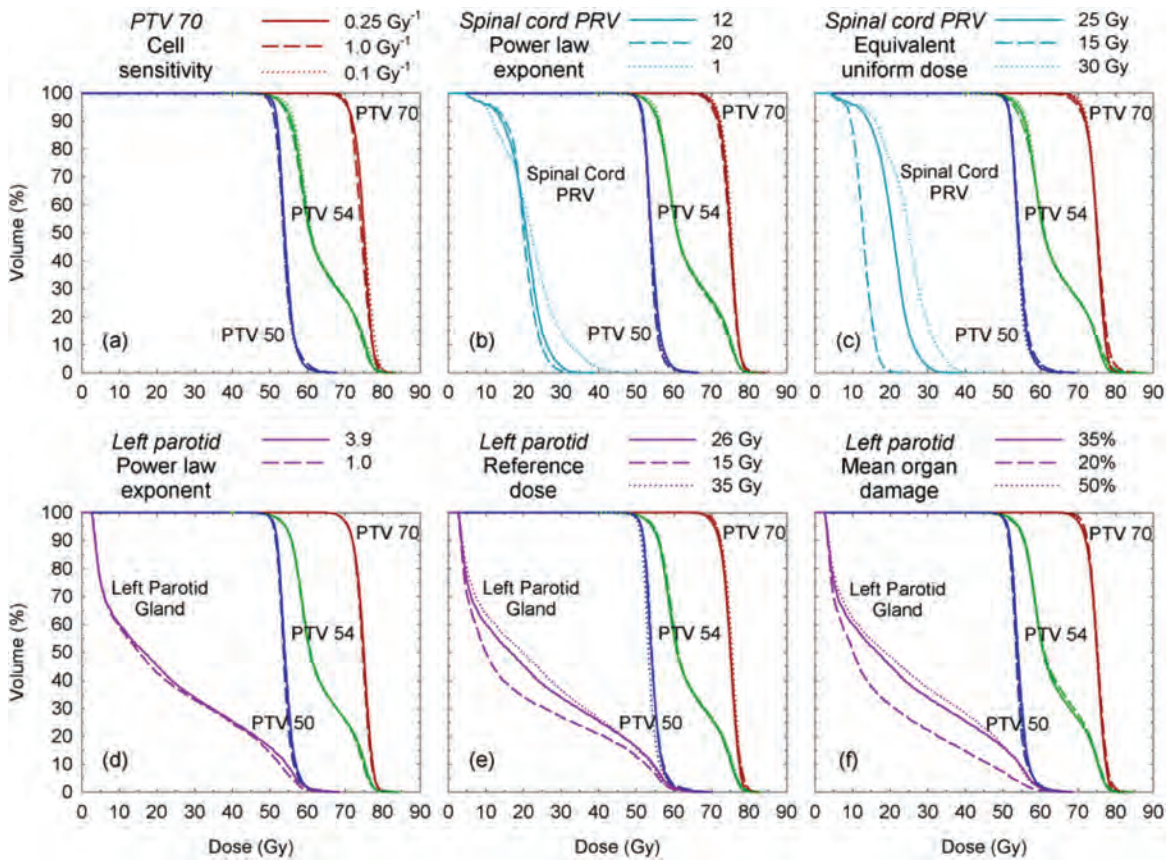 PTV 70
Cell
sensitivity
0.25 Gy⁻¹
1.0 Gy⁻¹
0.1 Gy⁻¹
Spinal cord PRV
Power law
exponent
12
20
1
Spinal cord PRV
Equivalent
uniform dose
25 Gy
15 Gy
30 Gy
Volume (%)
100
90
80
70
60
50
40
30
20
10
0
PTV 70
PTV 54
PTV 50
(a)
0 10 20 30 40 50 60 70 80 90
PTV 70
Spinal Cord
PRV
PTV 54
PTV 50
(b)
0 10 20 30 40 50 60 70 80 90
PTV 70
Spinal Cord
PRV
PTV 54
PTV 50
(c)
0 10 20 30 40 50 60 70 80 90
Left parotid
Power law
exponent
3.9
1.0
Left parotid
Reference
dose
26 Gy
15 Gy
35 Gy
Left parotid
Mean organ
damage
35%
20%
50%
Volume (%)
100
90
80
70
60
50
40
30
20
10
0
PTV 70
Left Parotid
Gland
PTV 54
PTV 50
(d)
0 10 20 30 40 50 60 70 80 90
Dose (Gy)
PTV 70
Left Parotid
Gland
PTV 54
PTV 50
(e)
0 10 20 30 40 50 60 70 80 90
Dose (Gy)
PTV 70
Left Parotid
Gland
PTV 54
PTV 50
(f)
0 10 20 30 40 50 60 70 80 90
Dose (Gy)